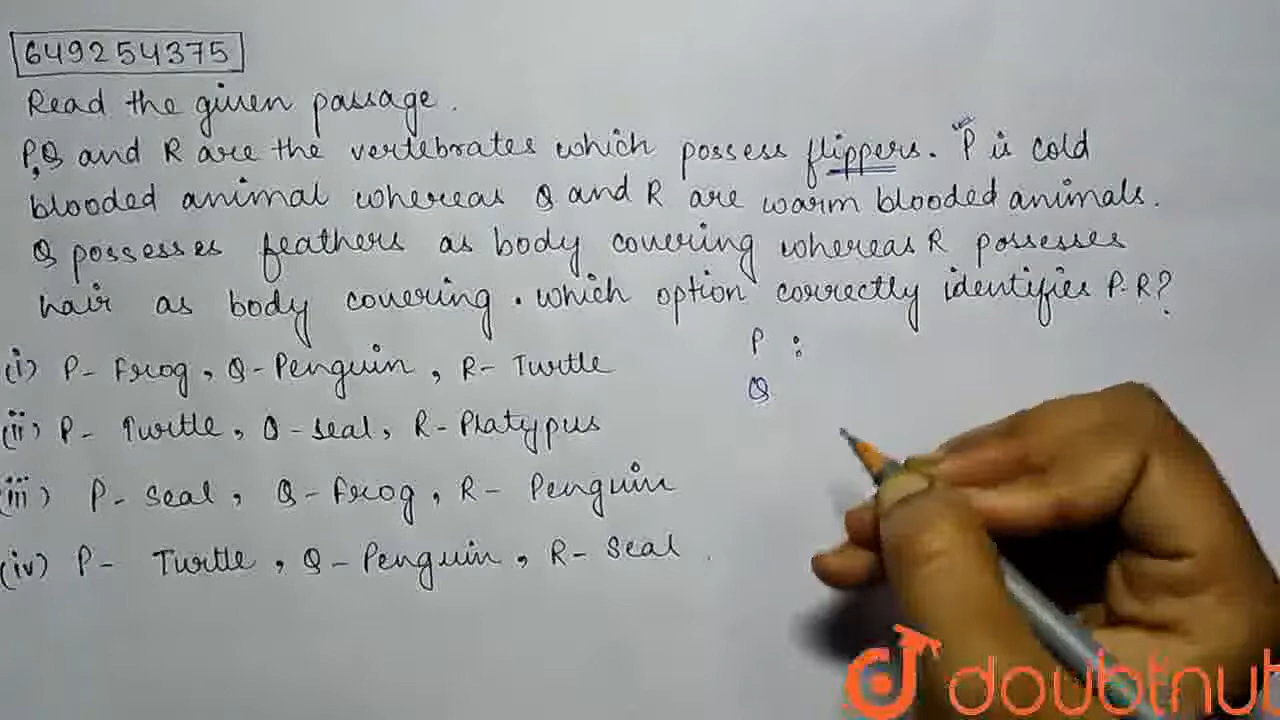 649254375
Read the given passage.
P,Q and R are the vertebrates which possess flippers. P is cold
blooded animal whereas Q and R are warm blooded animals.
Q possesses feathers as body covering whereas R possesses
hair as body covering. which option correctly identifies P-R?
P :
Q
(i) P- Frog, Q-Penguin, R- Turtle
(ii) P- Turtle, Q-seal, R-Platypus
(iii) P-Seal, Q-Frog, R- Penguin
(iv) P- Turtle, Q-Penguin, R-Seal.
doubtnut